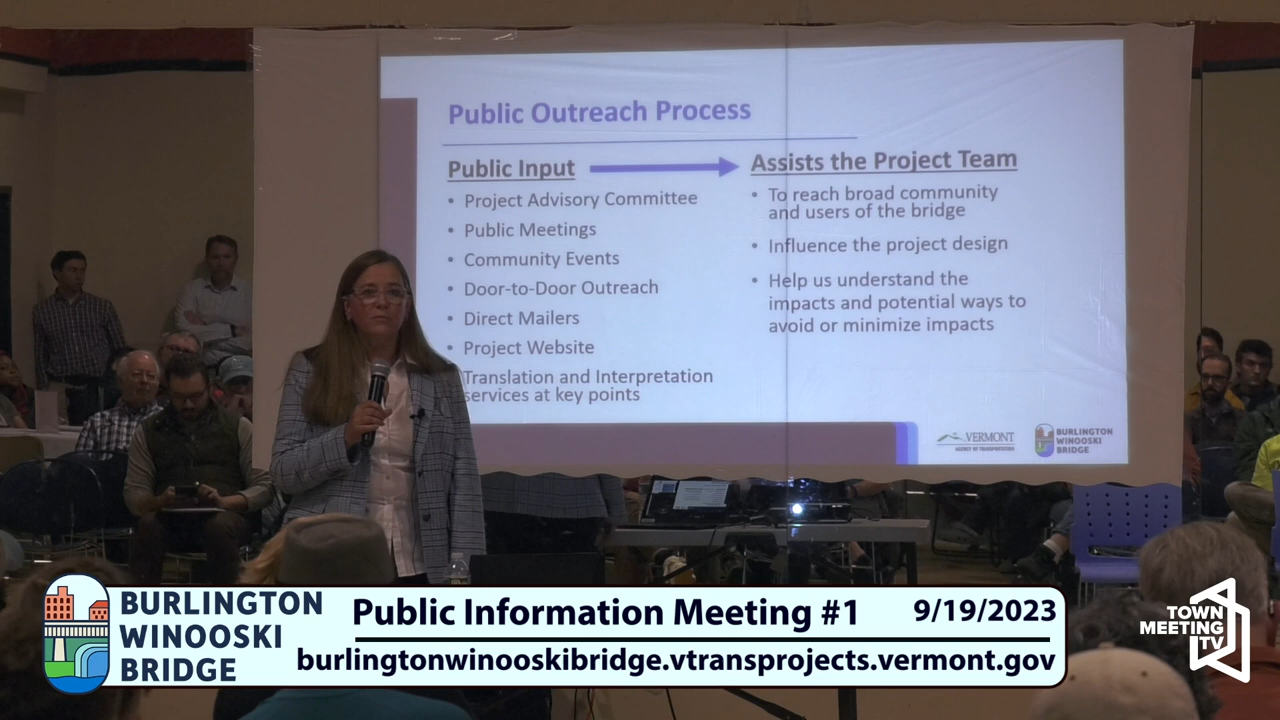 Public Outreach Process
Public Input
• Project Advisory Committee
• Public Meetings
• Community Events
• Door-to-Door Outreach
• Direct Mailers
• Project Website
Translation and Interpretation
services at key points
Assists the Project Team
• To reach broad community
and users of the bridge
• Influence the project design
• Help us understand the
impacts and potential ways to
avoid or minimize impacts
VERMONT
AGENCY OF TRANSPORTATION
BURLINGTON
WINOOSKI
BRIDGE
BURLINGTON
WINOOSKI
BRIDGE
Public Information Meeting #1
9/19/2023
burlingtonwinooskibridge.vtransprojects.vermont.gov
TOWN
MEETING
TV